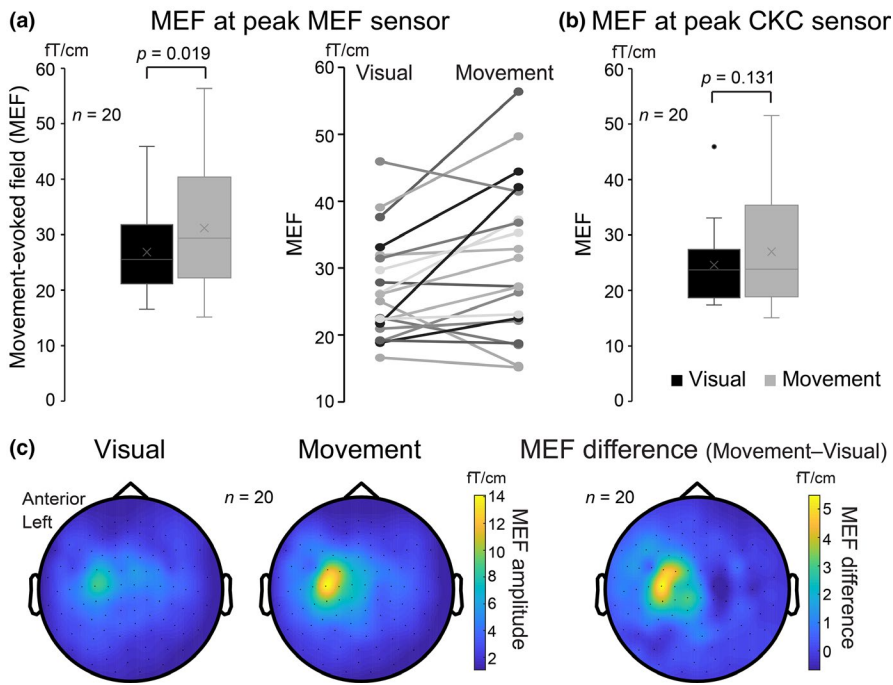 (a) MEF at peak MEF sensor
fT/cm
p = 0.019
n = 20
Movement-evoked field (MEF)
60
50
40
30
20
10
0
fT/cm
Visual
Movement
MEF
60
50
40
30
20
10
(b) MEF at peak CKC sensor
fT/cm
p = 0.131
n = 20
MEF
60
50
40
30
20
10
0
Visual
Movement
(c) Visual
Anterior
Left
Movement
n = 20
fT/cm
14
12
10
8
6
4
2
MEF amplitude
MEF difference (Movement–Visual)
n = 20
fT/cm
5
4
3
2
1
0
MEF difference